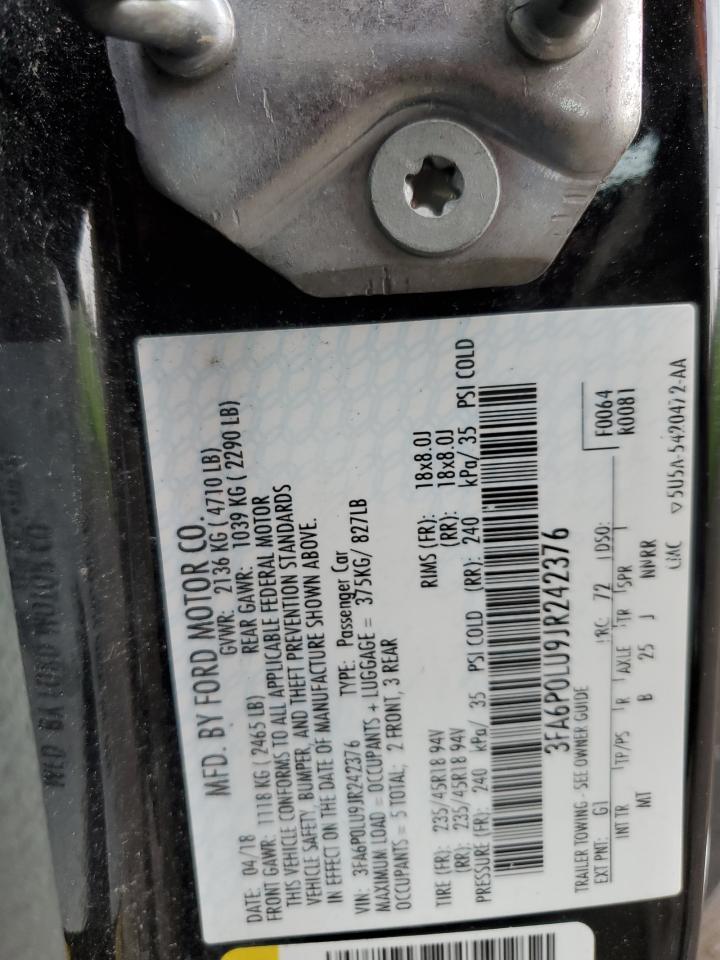 MFD. BY FORD MOTOR CO.
DATE: 04/18 GVWR: 2136 KG ( 4710 LB)
FRONT GAWR: 1118 KG ( 2465 LB) REAR GAWR: 1039 KG ( 2290 LB)
THIS VEHICLE CONFORMS TO ALL APPLICABLE FEDERAL MOTOR
VEHICLE SAFETY, BUMPER, AND THEFT PREVENTION STANDARDS
IN EFFECT ON THE DATE OF MANUFACTURE SHOWN ABOVE.
VIN: 3FA6P0LU9JR242376 TYPE: Passenger Car
MAXIMUM LOAD = OCCUPANTS + LUGGAGE = 375KG/ 827LB
OCCUPANTS = 5 TOTAL; 2 FRONT, 3 REAR
TIRE (FR): 235/45R18 94V RIMS (FR): 18x8.0J
(RR): 235/45R18 94V (RR): 18x8.0J
PRESSURE (FR): 240 kPa/ 35 PSI COLD (RR): 240 kPa/ 35 PSI COLD
3FA6P0LU9JR242376
TRAILER TOWING - SEE OWNER GUIDE
EXT PNT: G1 RC: 72 DSO: F0064
R0081
INT TR TP/PS R AXLE TR SPR
MT B 25 J NNRR
5U5A-5420472-AA